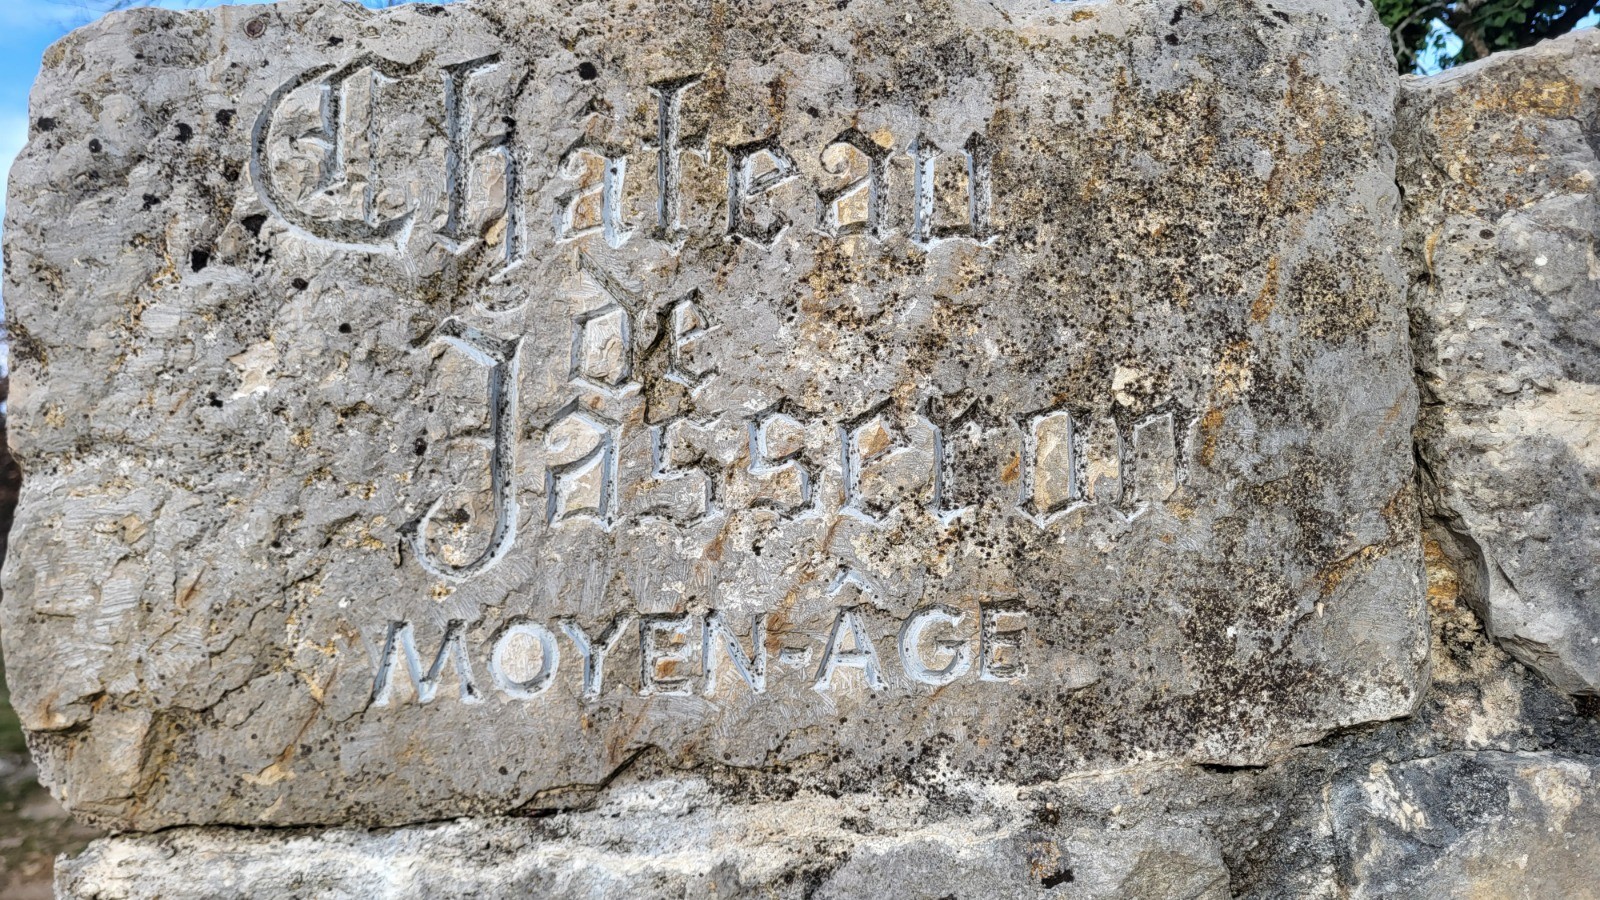 Chateau
de
Jasseron
MOYEN-ÂGE